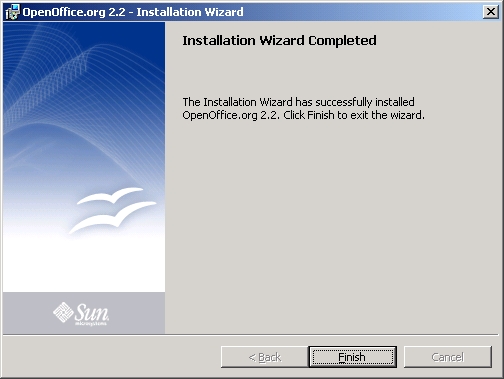 OpenOffice.org 2.2 - Installation Wizard
Installation Wizard Completed
The Installation Wizard has successfully installed
OpenOffice.org 2.2. Click Finish to exit the wizard.
Sun
microsystems
< Back
Finish
Cancel